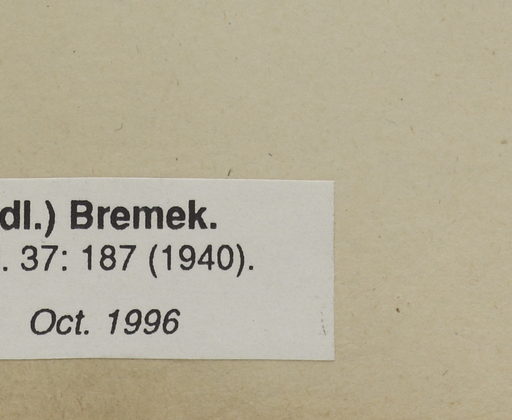 dl.) Bremek.
. 37: 187 (1940).
Oct. 1996